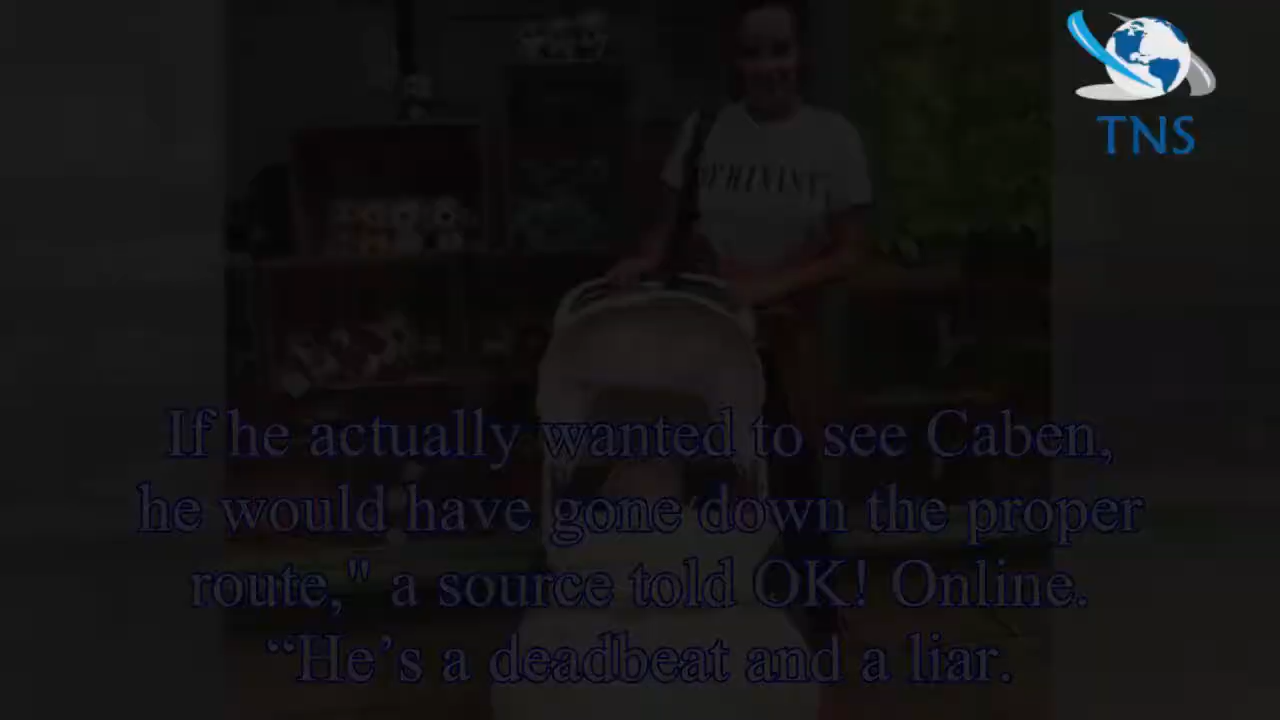 TNS
If he actually wanted to see Caben,
he would have gone down the proper
route," a source told OK! Online.
“He’s a deadbeat and a liar.